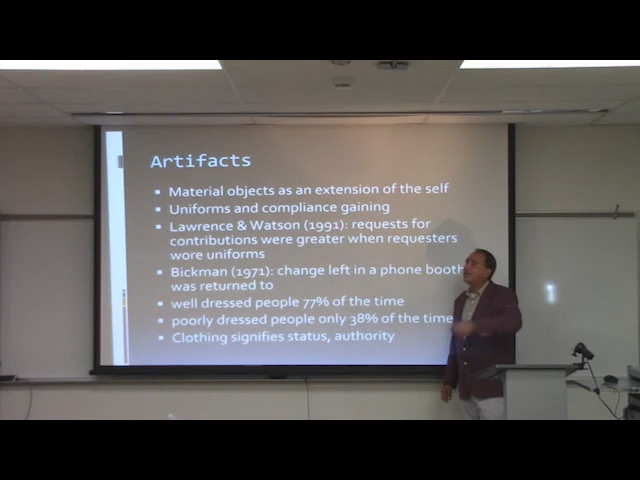 Artifacts
▪ Material objects as an extension of the self
▪ Uniforms and compliance gaining
▪ Lawrence & Watson (1991): requests for
contributions were greater when requesters
wore uniforms
▪ Bickman (1971): change left in a phone booth
was returned to
▪ well dressed people 77% of the time
▪ poorly dressed people only 38% of the time
▪ Clothing signifies status, authority